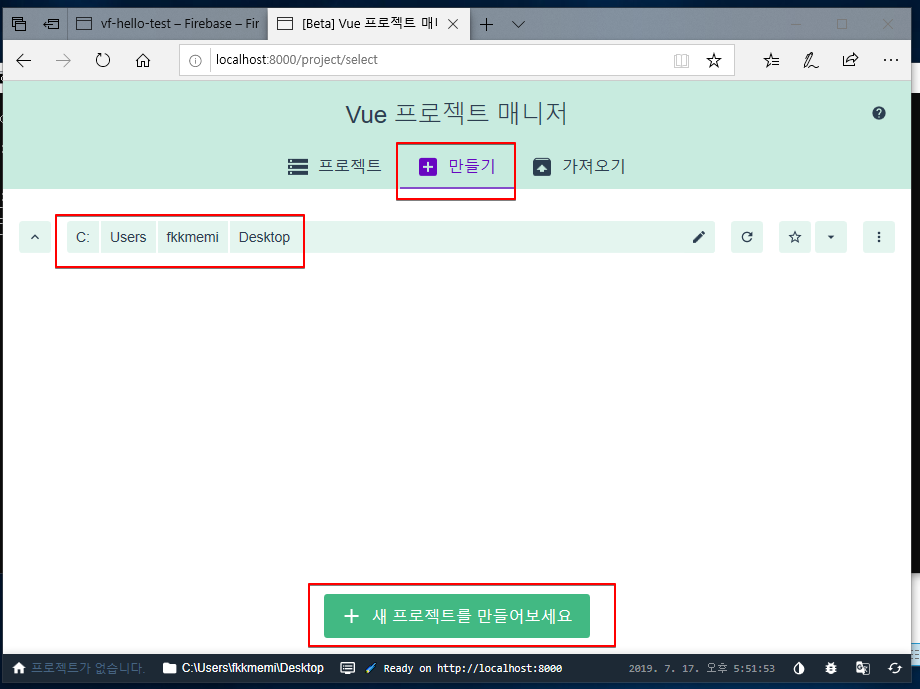 vf-hello-test – Firebase – Fir
[Beta] Vue 프로젝트 매니
localhost:8000/project/select
Vue 프로젝트 매니저
프로젝트 만들기 가져오기
C: Users fkkmemi Desktop
새 프로젝트를 만들어보세요
프로젝트가 없습니다. C:\Users\fkkmemi\Desktop Ready on http://localhost:8000 2019. 7. 17. 오후 5:51:53